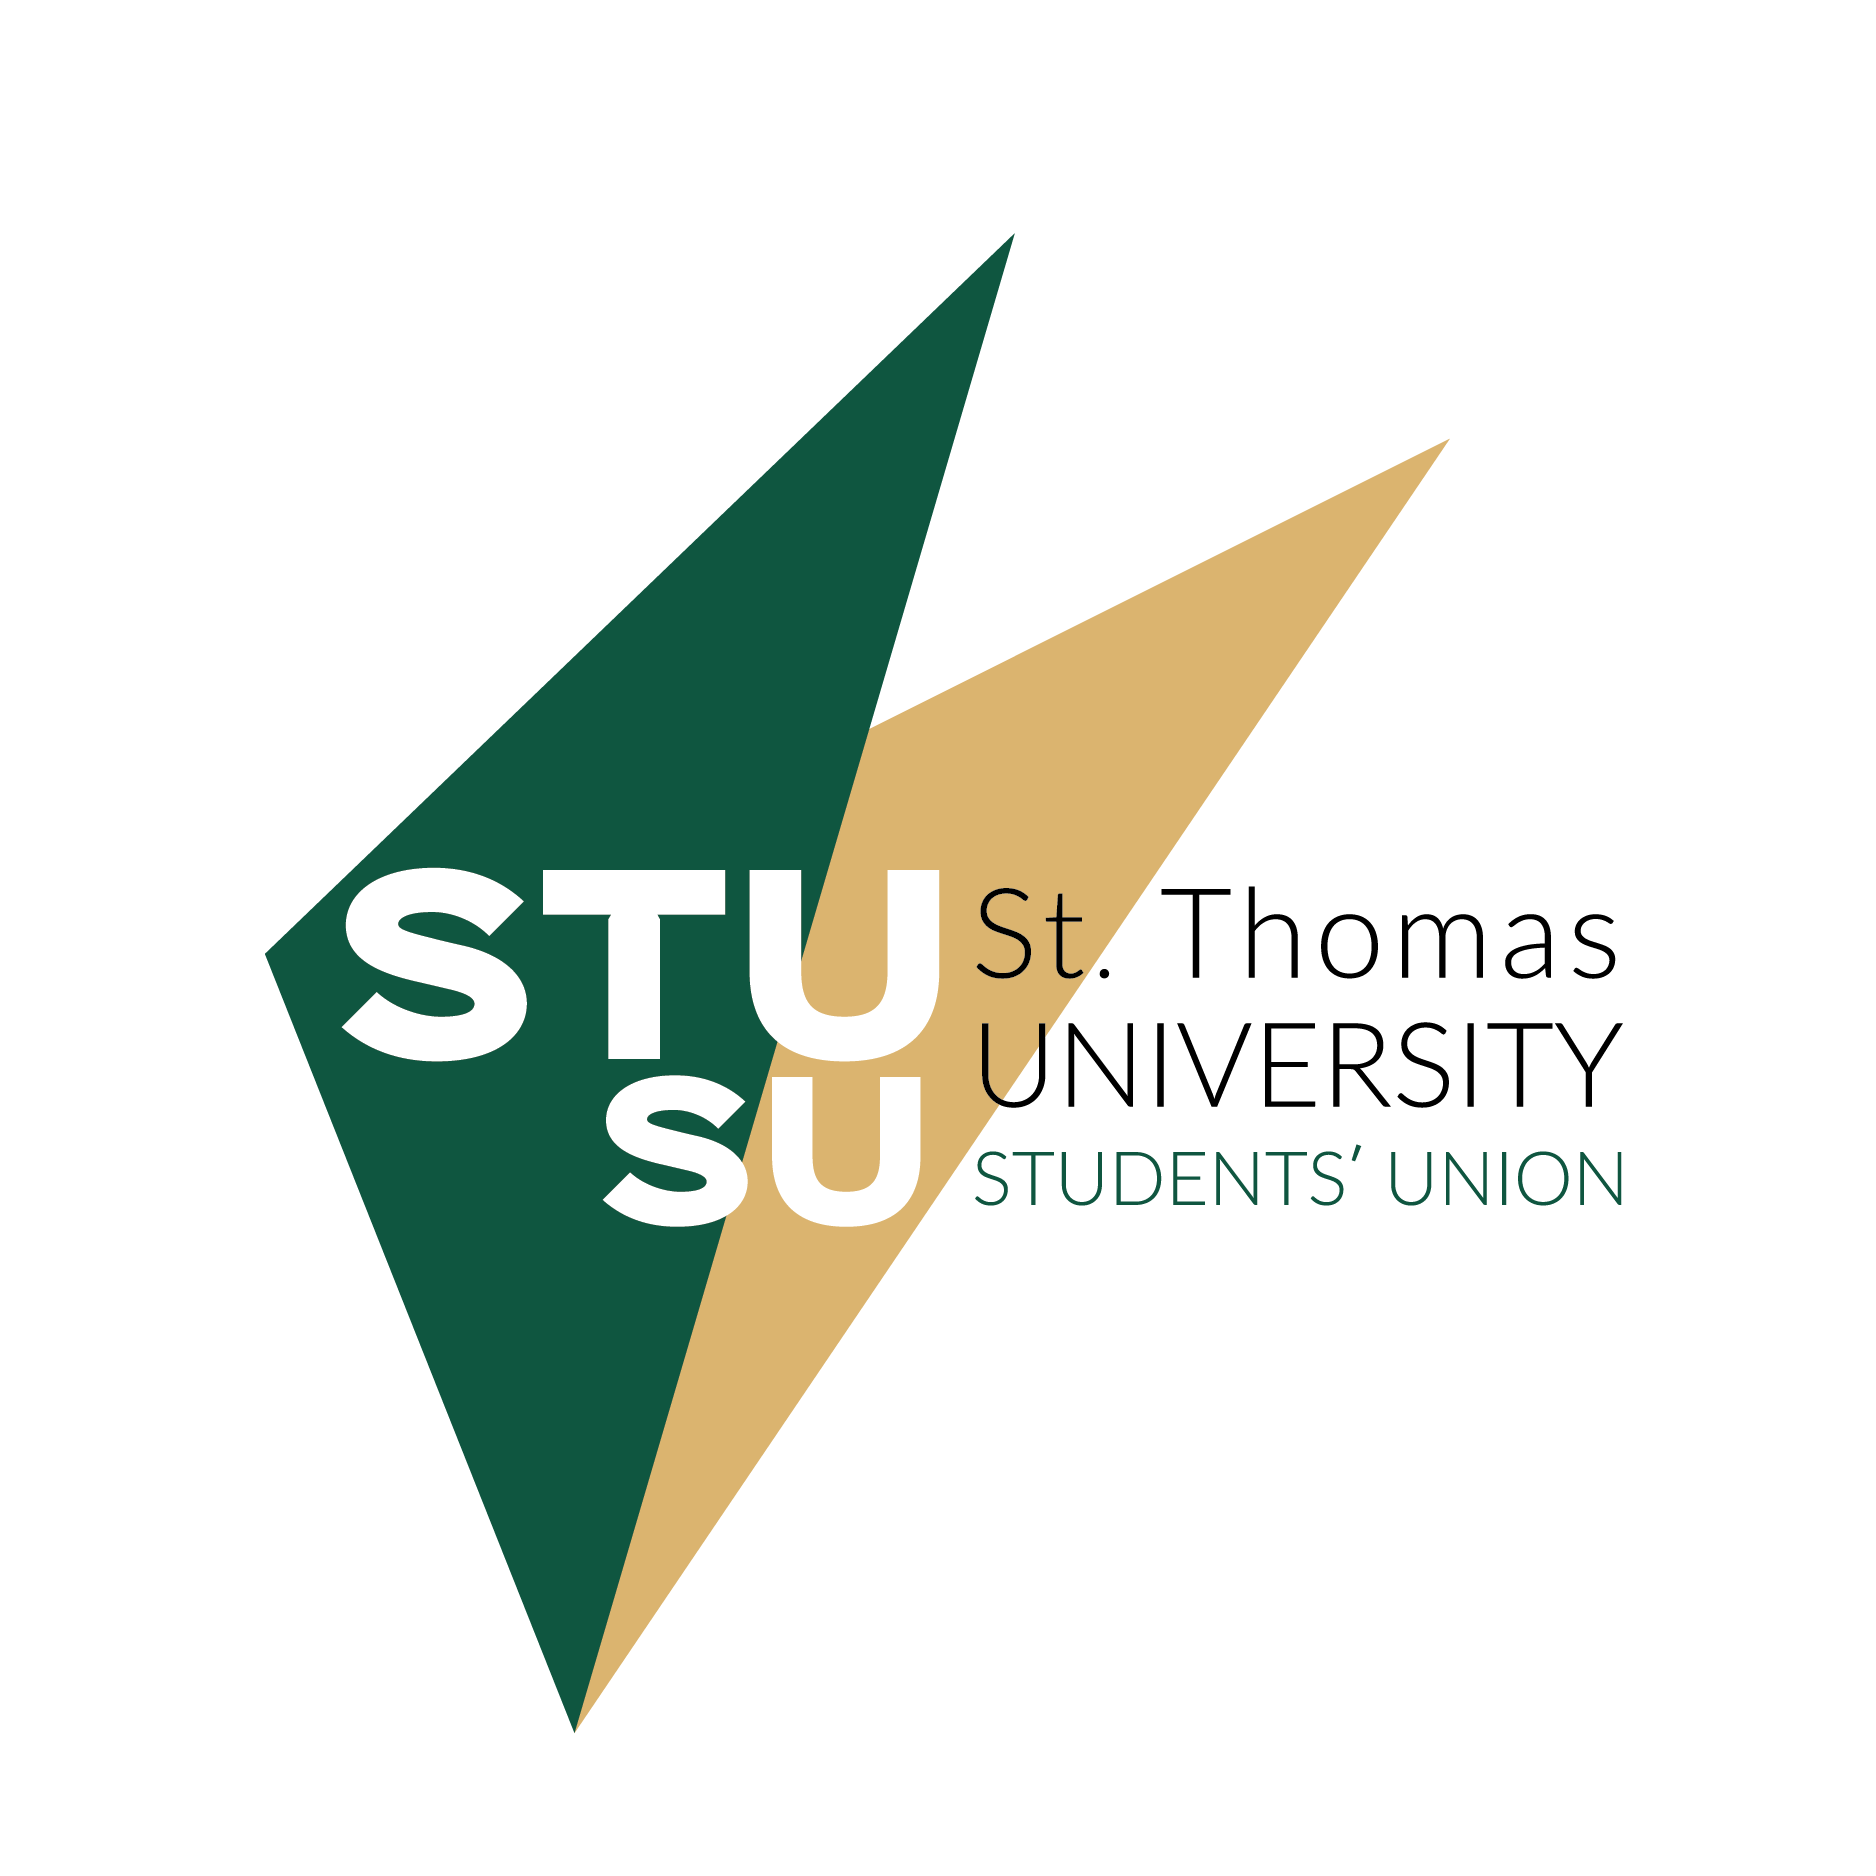 STU
SU
St. Thomas
UNIVERSITY
STUDENTS’ UNION